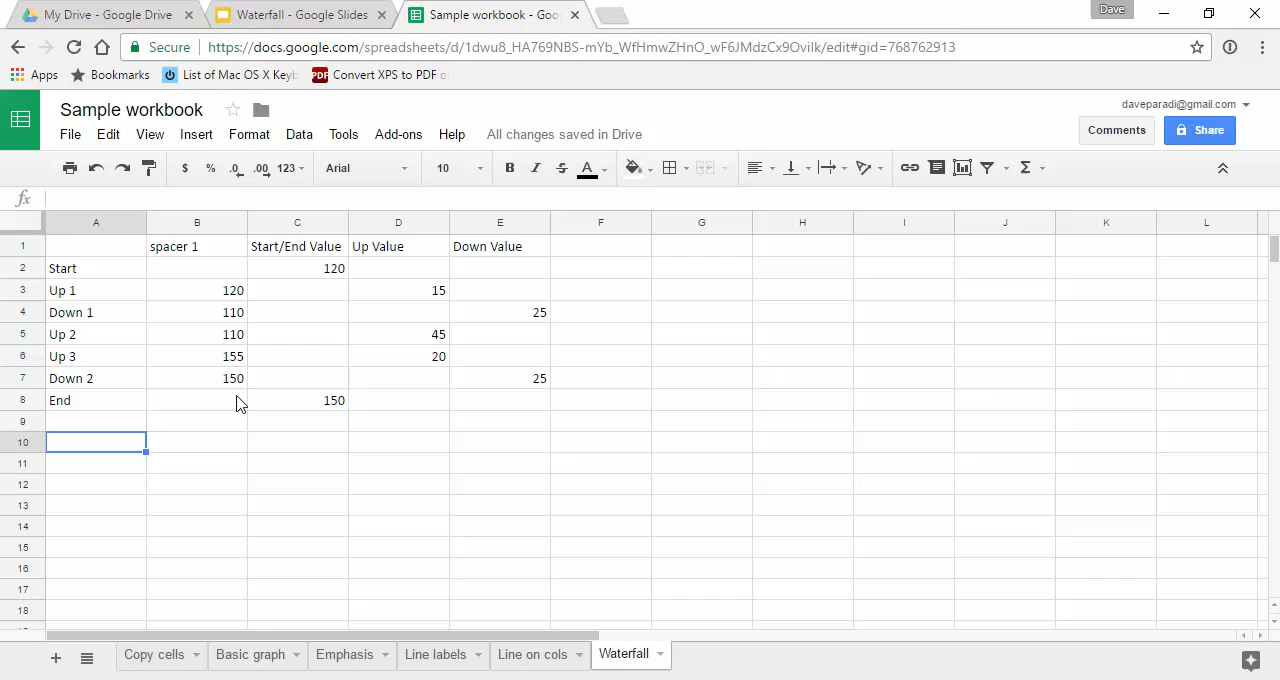 My Drive - Google Drive
Waterfall - Google Slides
Sample workbook - Goo
Dave
Secure https://docs.google.com/spreadsheets/d/
Apps Bookmarks List of Mac OS X Keyb Convert XPS to PDF o
Sample workbook
daveparadi@gmail.com
File Edit View Insert Format Data Tools Add-ons Help All changes saved in Drive
Comments Share
$ % .0 .00 123 Arial 10 B I S A Σ
fx
A B C D E F G H I J K L
1 spacer 1 Start/End Value Up Value Down Value
2 Start 120
3 Up 1 120 15
4 Down 1 110 25
5 Up 2 110 45
6 Up 3 155 20
7 Down 2 150 25
8 End 150
9
10
11
12
13
14
15
16
17
18
Copy cells Basic graph Emphasis Line labels Line on cols Waterfall